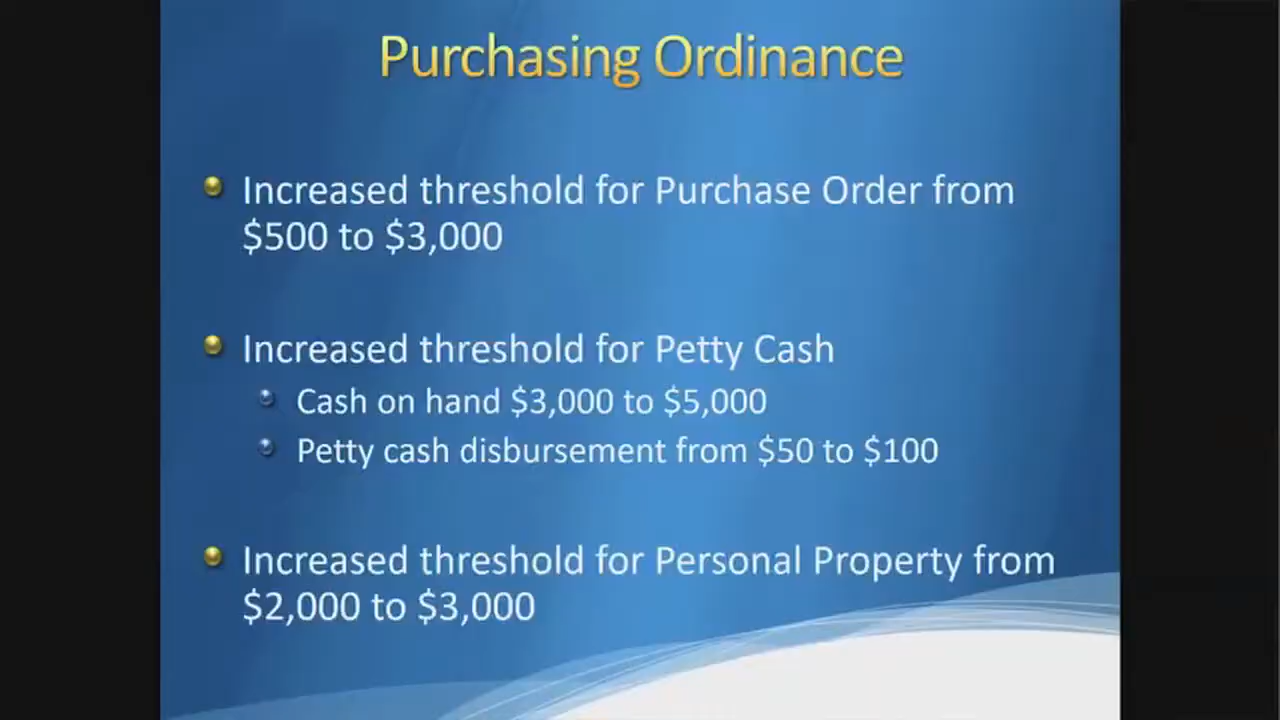 Purchasing Ordinance
Increased threshold for Purchase Order from
$500 to $3,000
Increased threshold for Petty Cash
Cash on hand $3,000 to $5,000
Petty cash disbursement from $50 to $100
Increased threshold for Personal Property from
$2,000 to $3,000